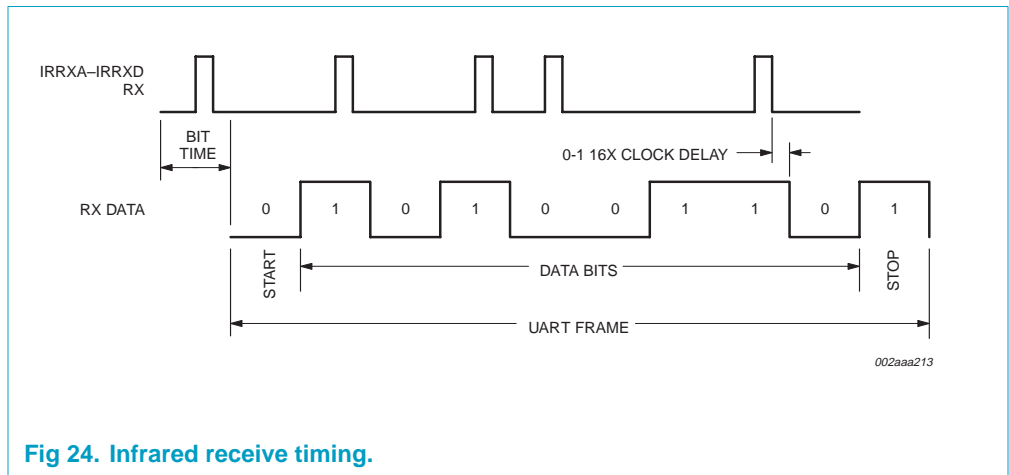 IRRXA–IRRXD
RX
BIT
TIME
0-1 16X CLOCK DELAY
RX DATA
0 1 0 1 0 0 1 1 0 1
START
DATA BITS
STOP
UART FRAME
002aaa213
Fig 24. Infrared receive timing.